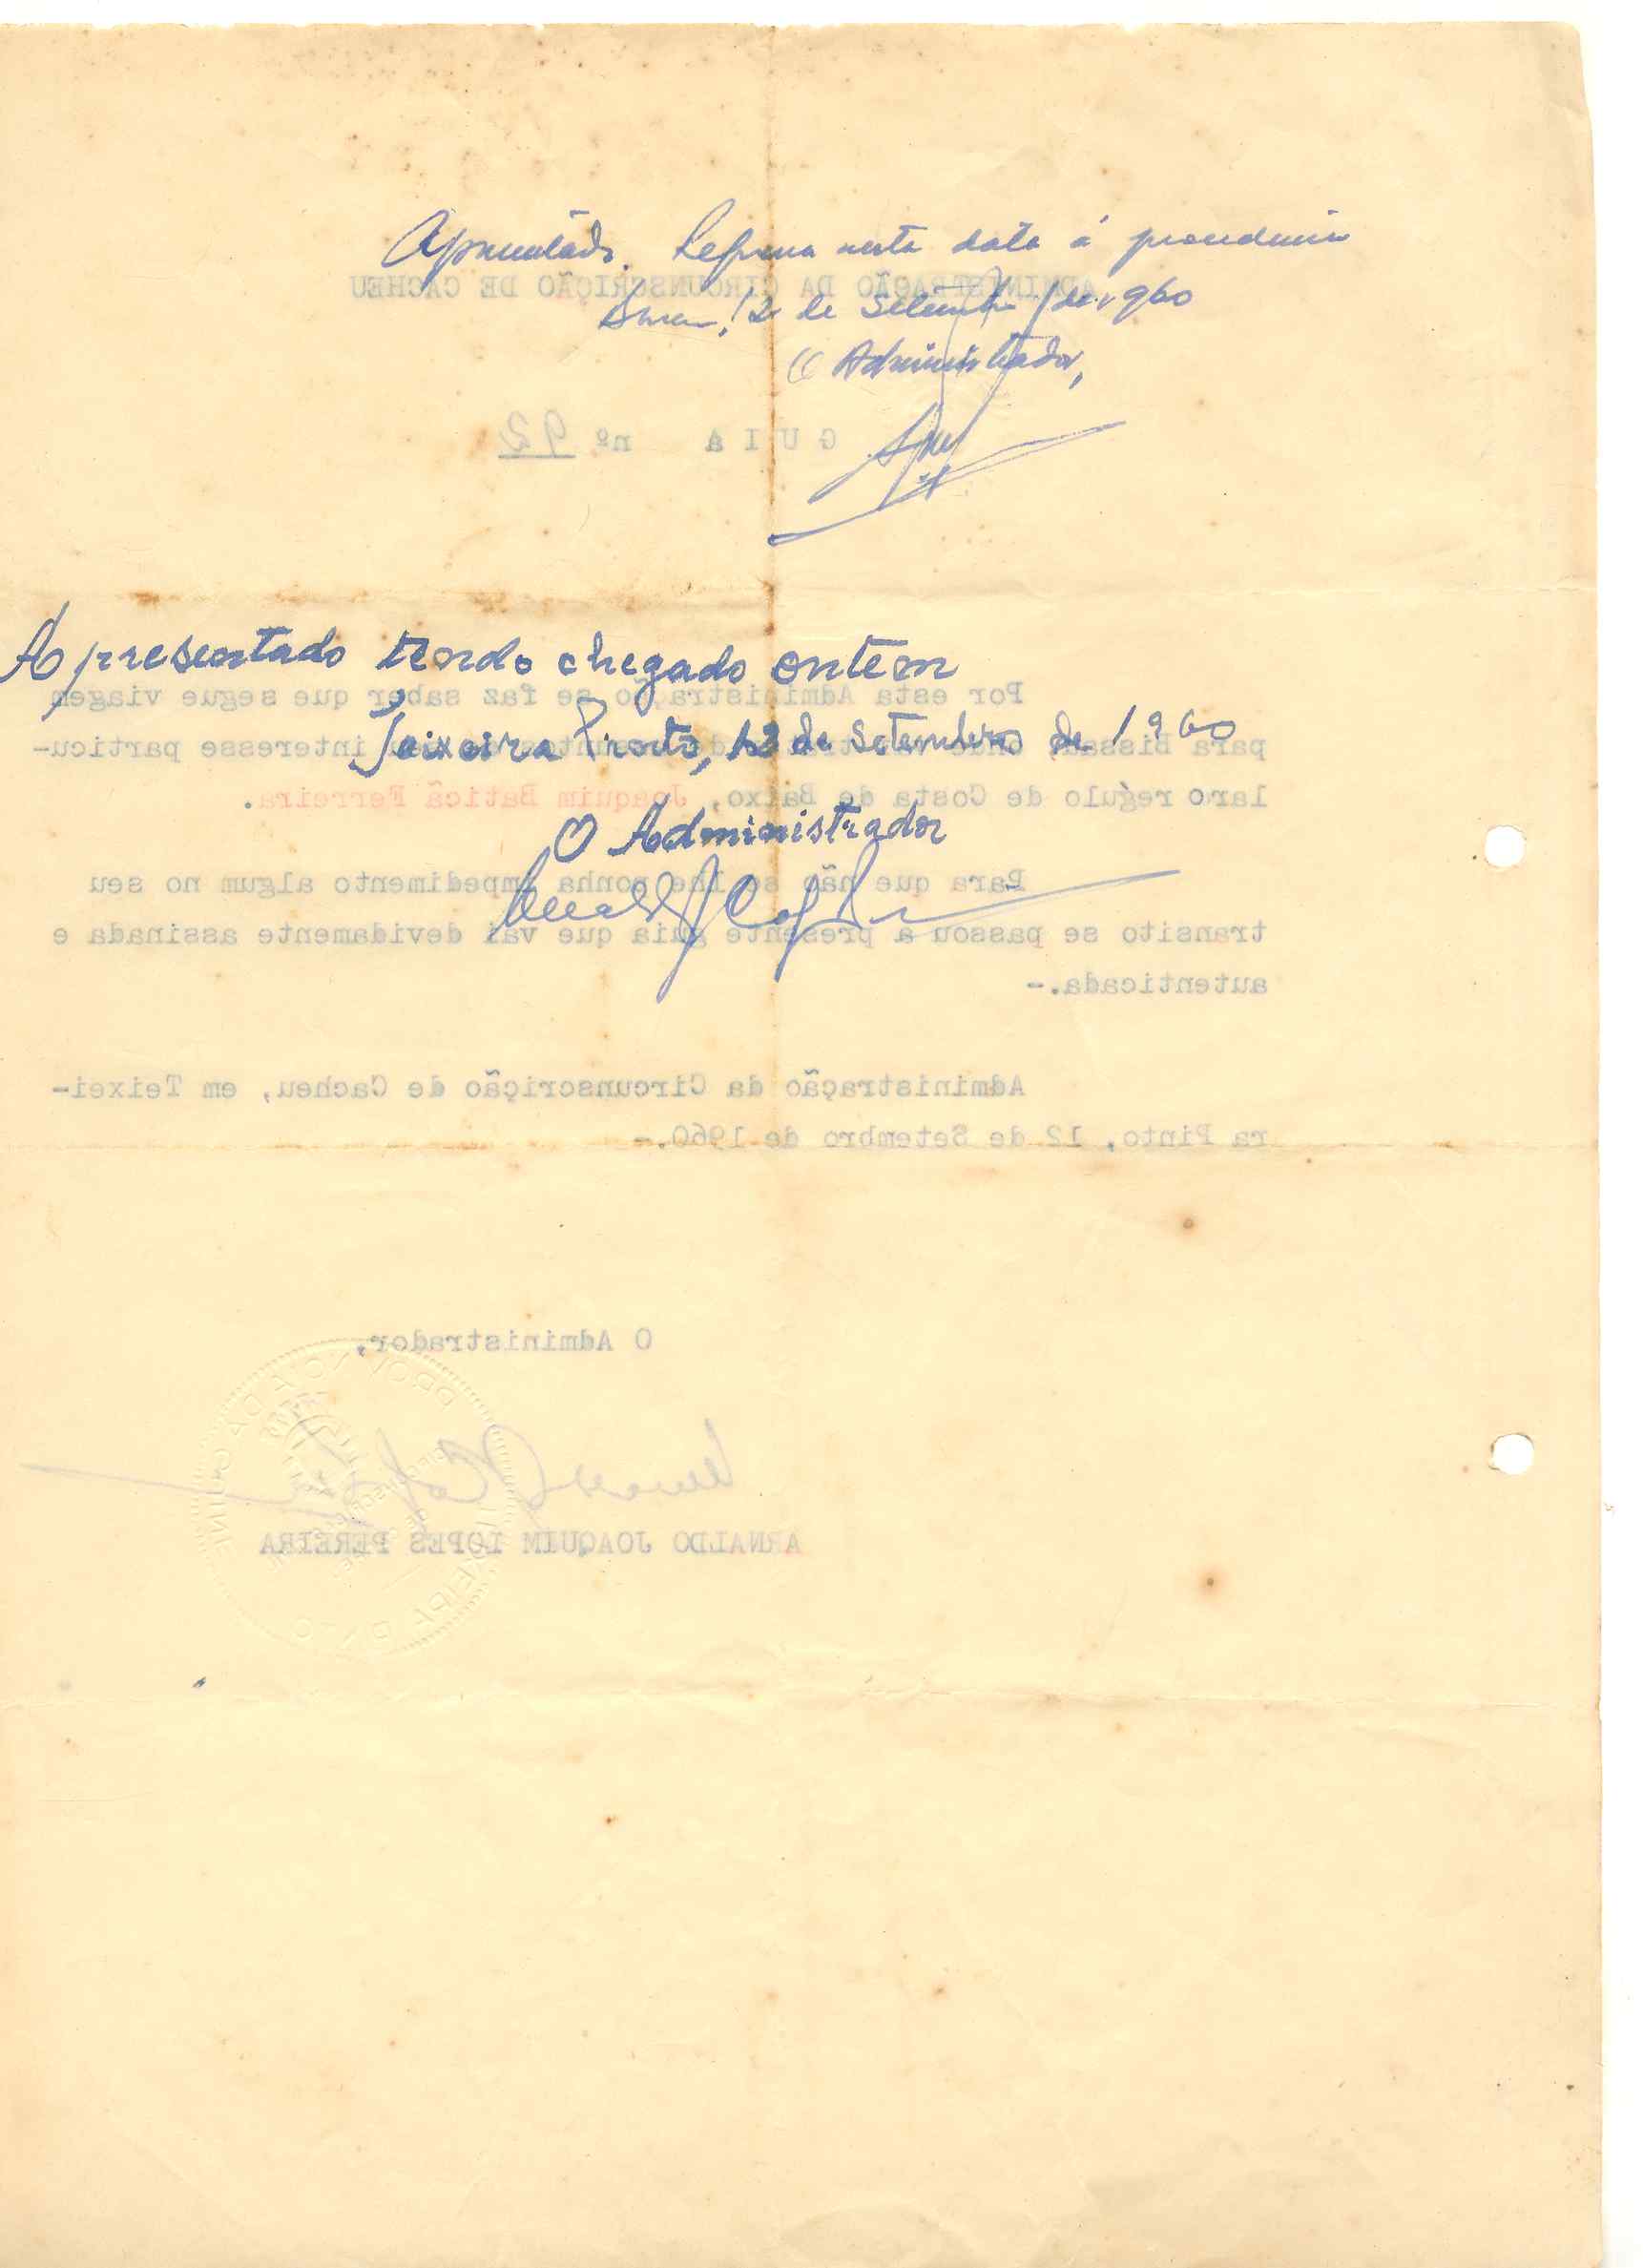 Apresentado. Regressa nesta data á procedencia
12 de Setembro de 1960
O Administrador,
Apresentado tendo chegado ontem
Teixeira Pinto, 13 de Setembro de 1960
O Administrador
ADMINISTRAÇÃO DA CIRCUNSCRIÇÃO DE CACHEU
GUIA nº 92
Por esta Administração se faz saber que segue viagem
para Bissau, interesse particu-
laro regulo de Costa de Baixo, Joaquim Baticã Ferreira.
Para que não se lhe ponha impedimento algum no seu
transito se passou a presente guia que vai devidamente assinada e
autenticada.-
Administração da Circunscrição de Cacheu, em Teixei-
ra Pinto, 12 de Setembro de 1960.-
O Administrador,
ARNALDO JOAQUIM LOPES PEREIRA